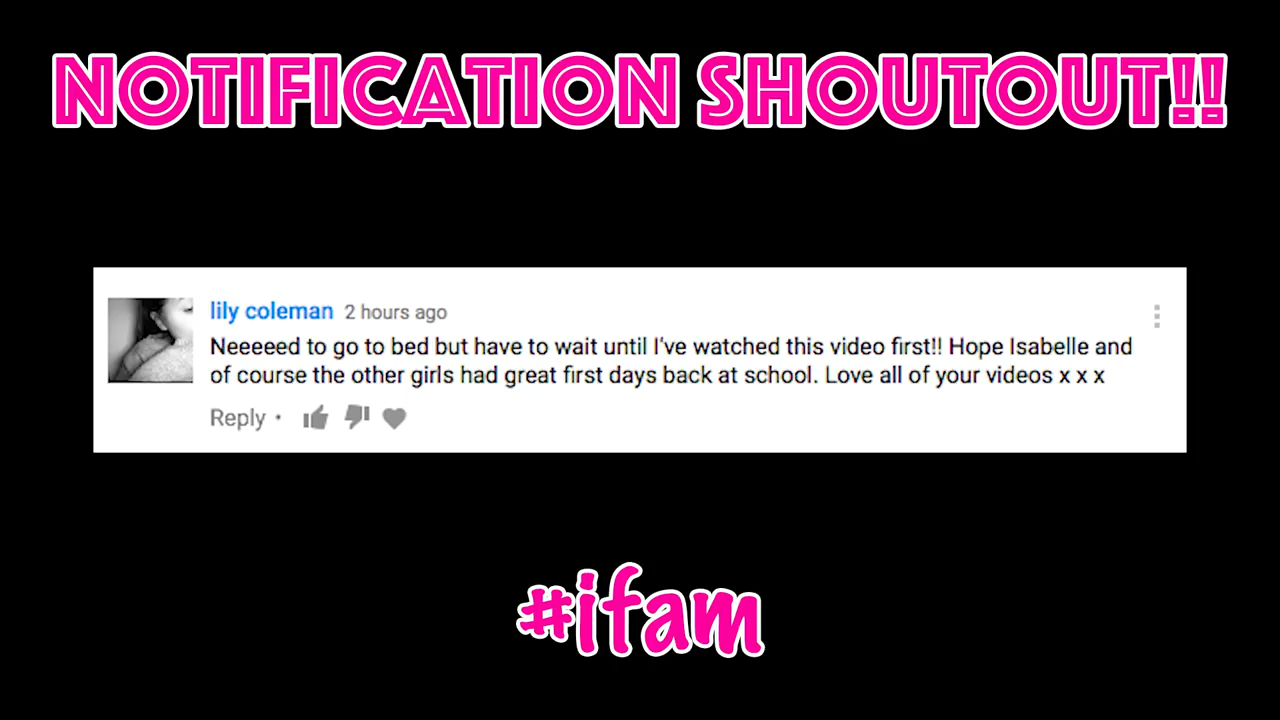 NOTIFICATION SHOUTOUT!!
lily coleman 2 hours ago
Neeeeed to go to bed but have to wait until I've watched this video first!! Hope Isabelle and
of course the other girls had great first days back at school. Love all of your videos x x x
Reply •
#ifam